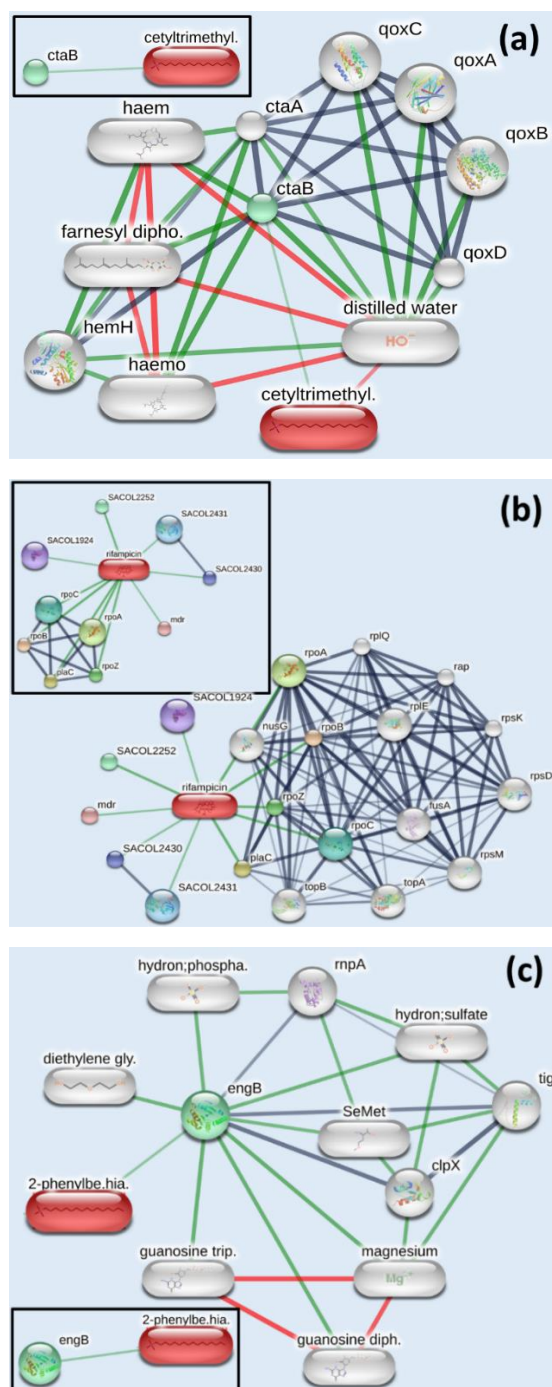 cetyltrimethyl.
ctaB
(a)
qoxC
qoxA
haem
ctaA
qoxB
ctaB
farnesyl dipho.
qoxD
hemH
distilled water
HO
haemo
cetyltrimethyl.
(b)
SACOL2252
SACOL2431
SACOL1924
rifampicin
SACOL2430
rpoC
rpoA
mdr
rpoB
plaC
rpoZ
rplQ
rpoA
rap
SACOL1924
rplE
nusG
rpoB
rpsK
SACOL2252
rifampicin
rpsD
rpoZ
mdr
fusA
rpoC
SACOL2430
plaC
rpsM
SACOL2431
topB
topA
(c)
hydron;phospha.
rnpA
hydron;sulfate
diethylene gly.
engB
tig
SeMet
clpX
2-phenylbe.hia.
guanosine trip.
magnesium
Mg
2-phenylbe.hia.
engB
guanosine diph.